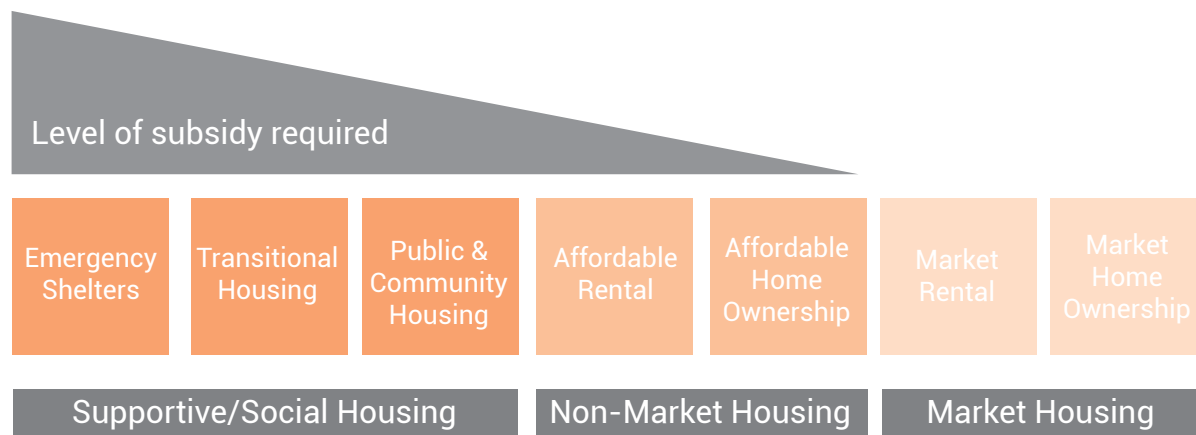 Level of subsidy required
Emergency
Shelters
Transitional
Housing
Public &
Community
Housing
Affordable
Rental
Affordable
Home
Ownership
Market
Rental
Market
Home
Ownership
Supportive/Social Housing
Non-Market Housing
Market Housing